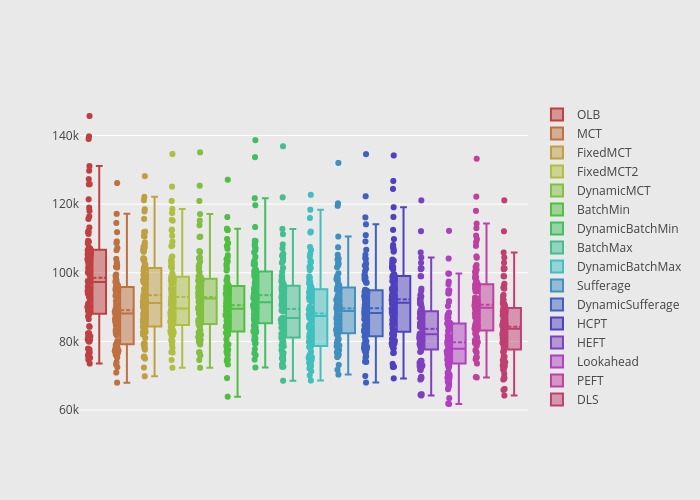 140k
120k
100k
80k
60k
OLB
MCT
FixedMCT
FixedMCT2
DynamicMCT
BatchMin
DynamicBatchMin
BatchMax
DynamicBatchMax
Sufferage
DynamicSufferage
HCPT
HEFT
Lookahead
PEFT
DLS